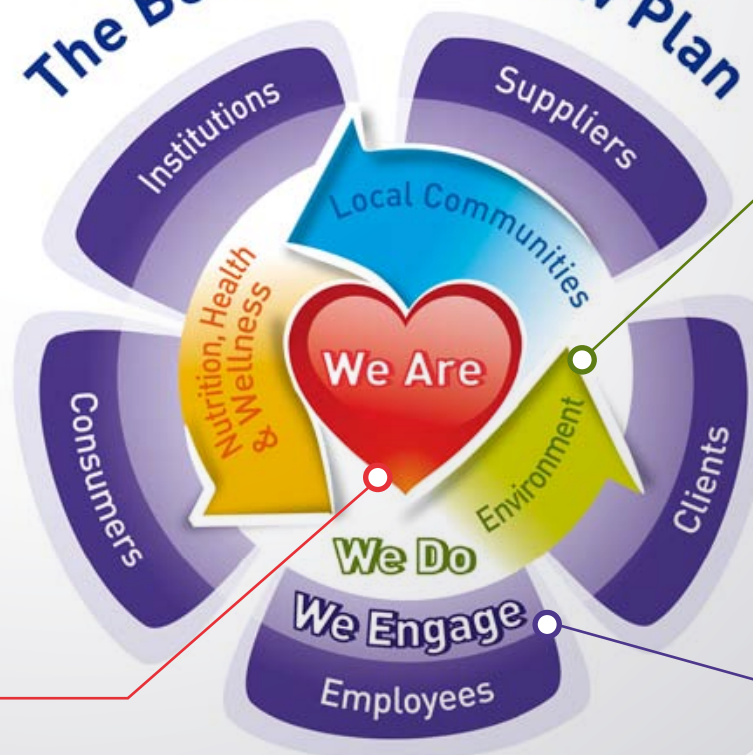 The
Plan
Institutions
Suppliers
Local Communities
Nutrition, Health
& Wellness
We Are
Environment
Consumers
Clients
We Do
We Engage
Employees